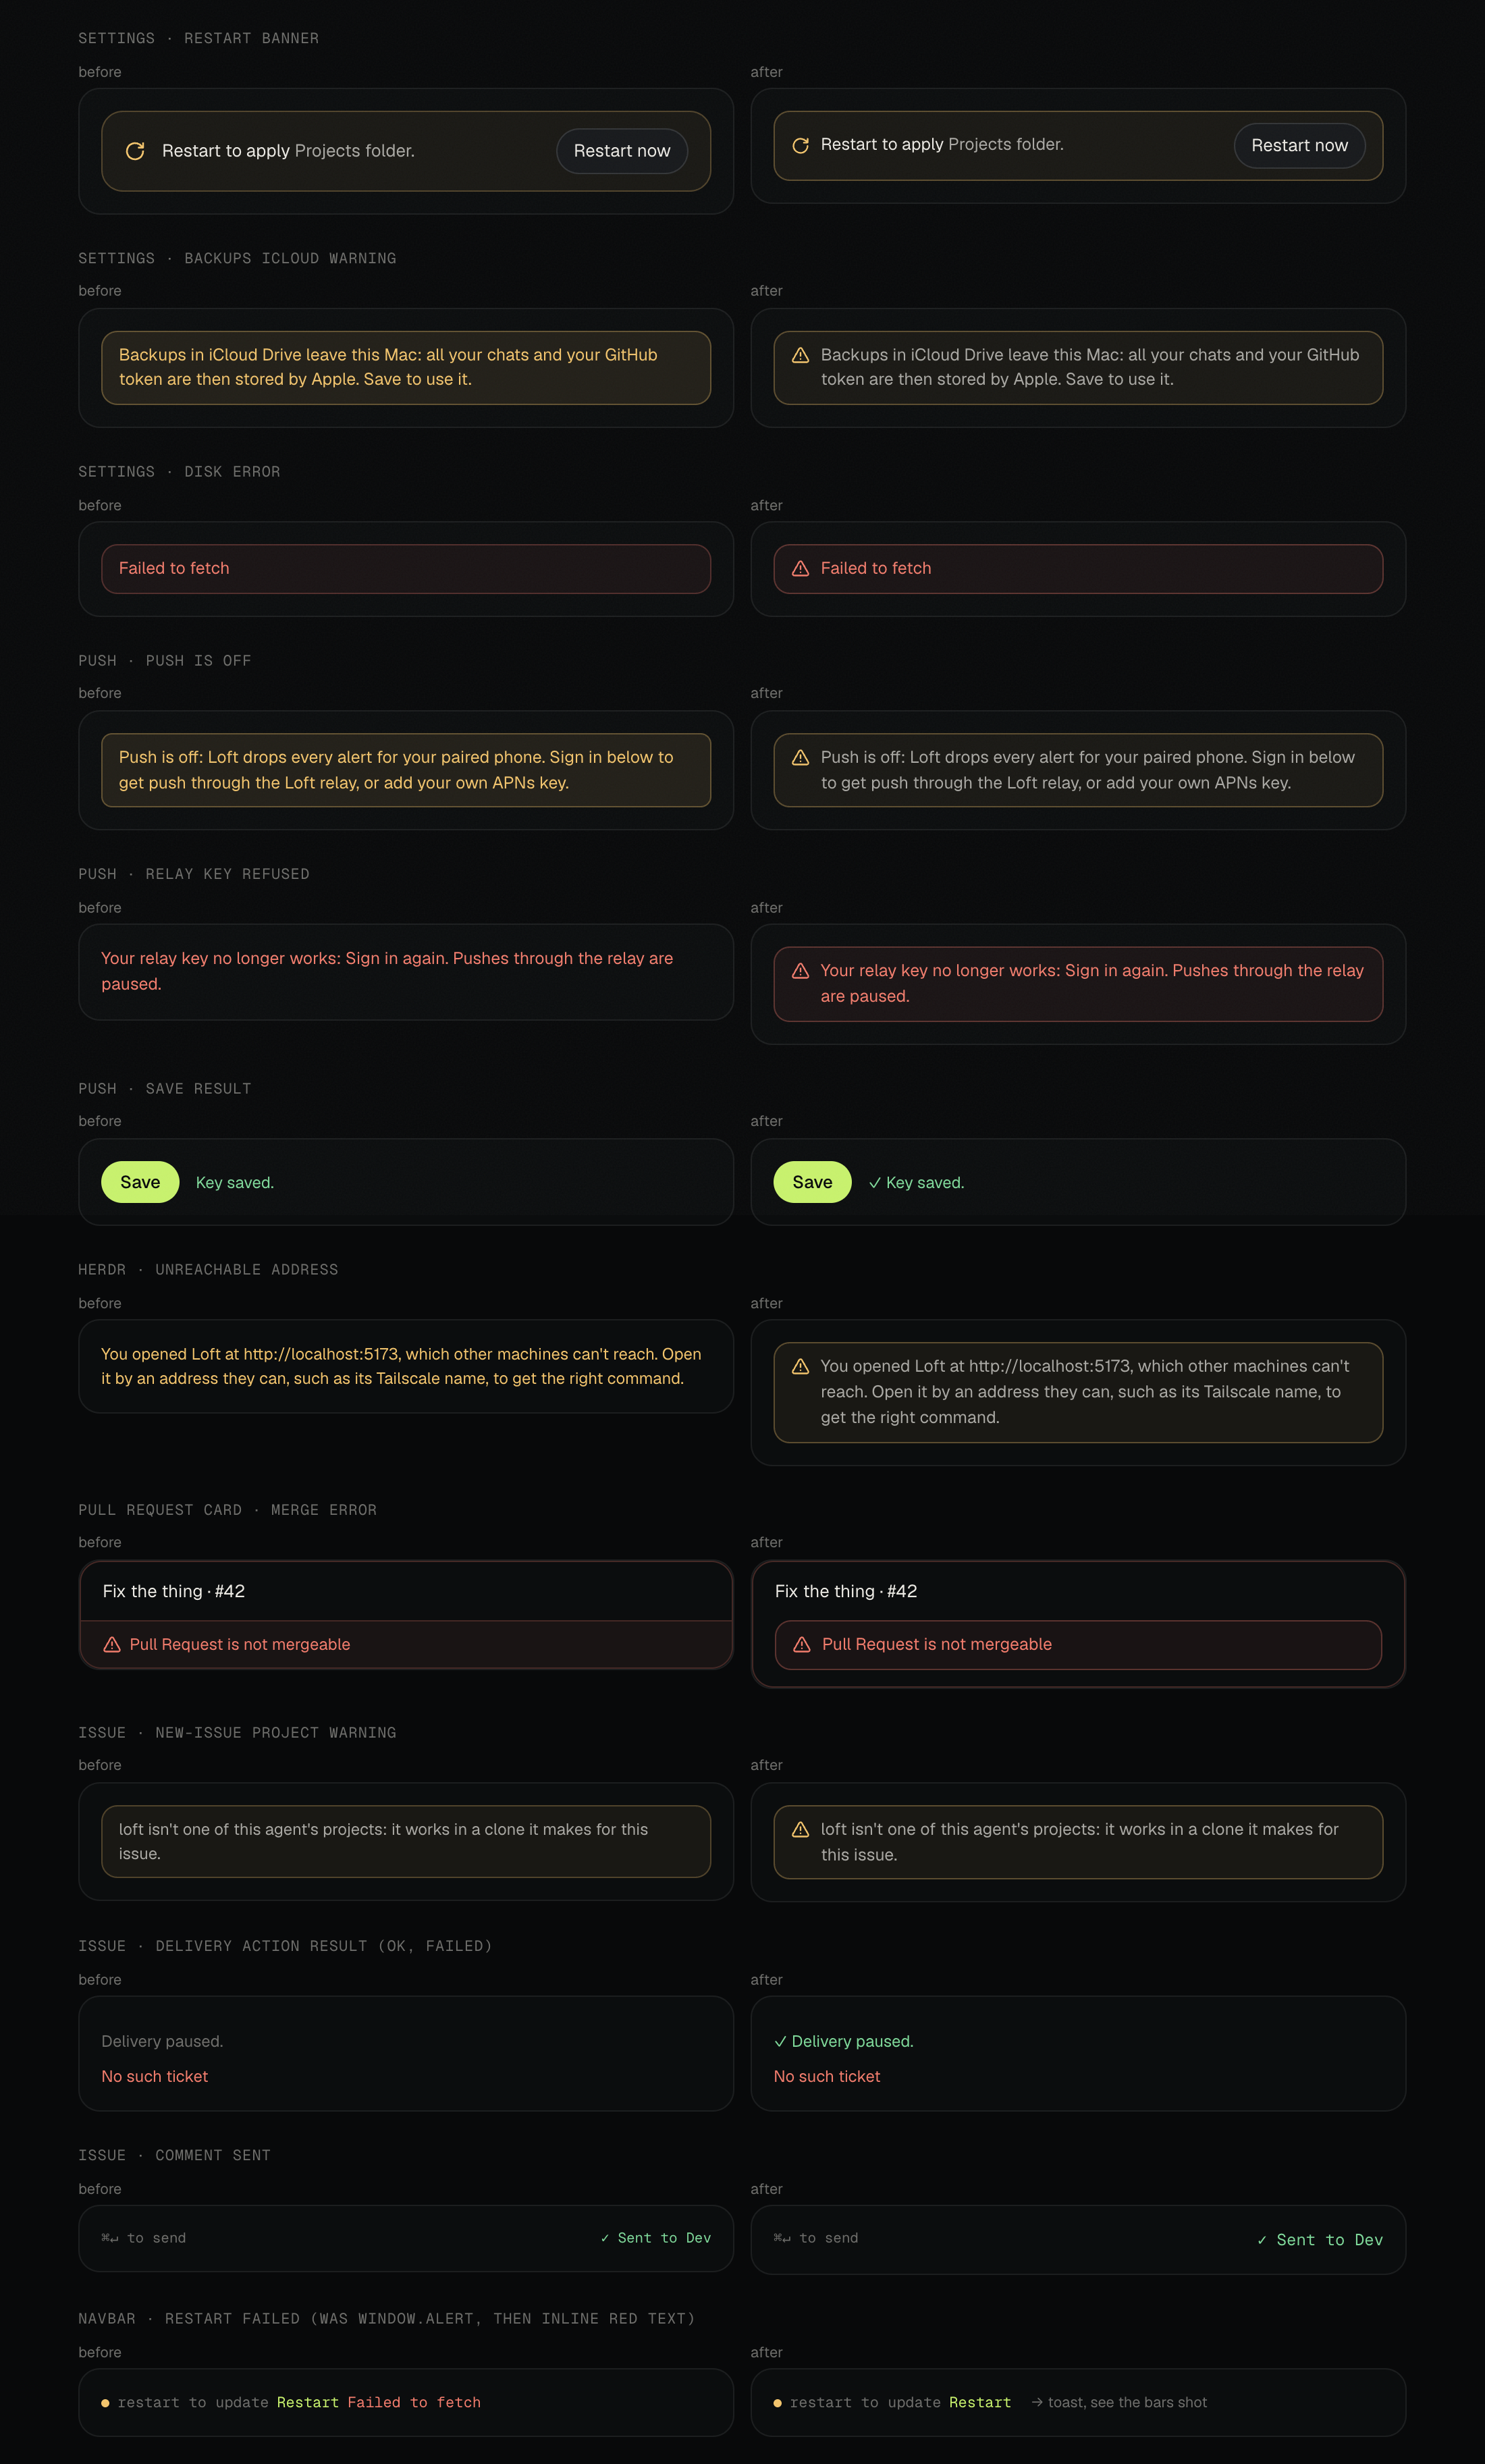 SETTINGS · RESTART BANNER
before
after
Restart to apply Projects folder.
Restart now
Restart to apply Projects folder.
Restart now
SETTINGS · BACKUPS ICLOUD WARNING
before
after
Backups in iCloud Drive leave this Mac: all your chats and your GitHub
token are then stored by Apple. Save to use it.
Backups in iCloud Drive leave this Mac: all your chats and your GitHub
token are then stored by Apple. Save to use it.
SETTINGS · DISK ERROR
before
after
Failed to fetch
Failed to fetch
PUSH · PUSH IS OFF
before
after
Push is off: Loft drops every alert for your paired phone. Sign in below to
get push through the Loft relay, or add your own APNs key.
Push is off: Loft drops every alert for your paired phone. Sign in below
to get push through the Loft relay, or add your own APNs key.
PUSH · RELAY KEY REFUSED
before
after
Your relay key no longer works: Sign in again. Pushes through the relay are
paused.
Your relay key no longer works: Sign in again. Pushes through the relay
are paused.
PUSH · SAVE RESULT
before
after
Save
Key saved.
Save
✓ Key saved.
HERDR · UNREACHABLE ADDRESS
before
after
You opened Loft at http://localhost:5173, which other machines can't reach. Open
it by an address they can, such as its Tailscale name, to get the right command.
You opened Loft at http://localhost:5173, which other machines can't
reach. Open it by an address they can, such as its Tailscale name, to
get the right command.
PULL REQUEST CARD · MERGE ERROR
before
after
Fix the thing · #42
Pull Request is not mergeable
Fix the thing · #42
Pull Request is not mergeable
ISSUE · NEW-ISSUE PROJECT WARNING
before
after
loft isn't one of this agent's projects: it works in a clone it makes for this
issue.
loft isn't one of this agent's projects: it works in a clone it makes for
this issue.
ISSUE · DELIVERY ACTION RESULT (OK, FAILED)
before
after
Delivery paused.
No such ticket
✓ Delivery paused.
No such ticket
ISSUE · COMMENT SENT
before
after
⌘↵ to send
✓ Sent to Dev
⌘↵ to send
✓ Sent to Dev
NAVBAR · RESTART FAILED (WAS WINDOW.ALERT, THEN INLINE RED TEXT)
before
after
restart to update Restart Failed to fetch
restart to update Restart → toast, see the bars shot